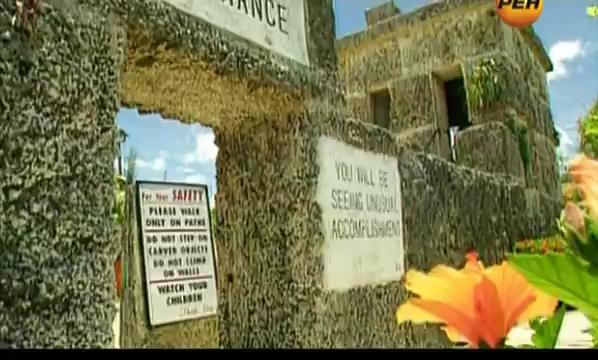 РЕН
For Your SAFETY
PLEASE WALK
ONLY ON PATHS
DO NOT STEP ON
CARVED OBJECTS
DO NOT CLIMB
ON WALLS
WATCH YOUR
CHILDREN
YOU WILL BE
SEEING UNUSUAL
ACCOMPLISHMENT